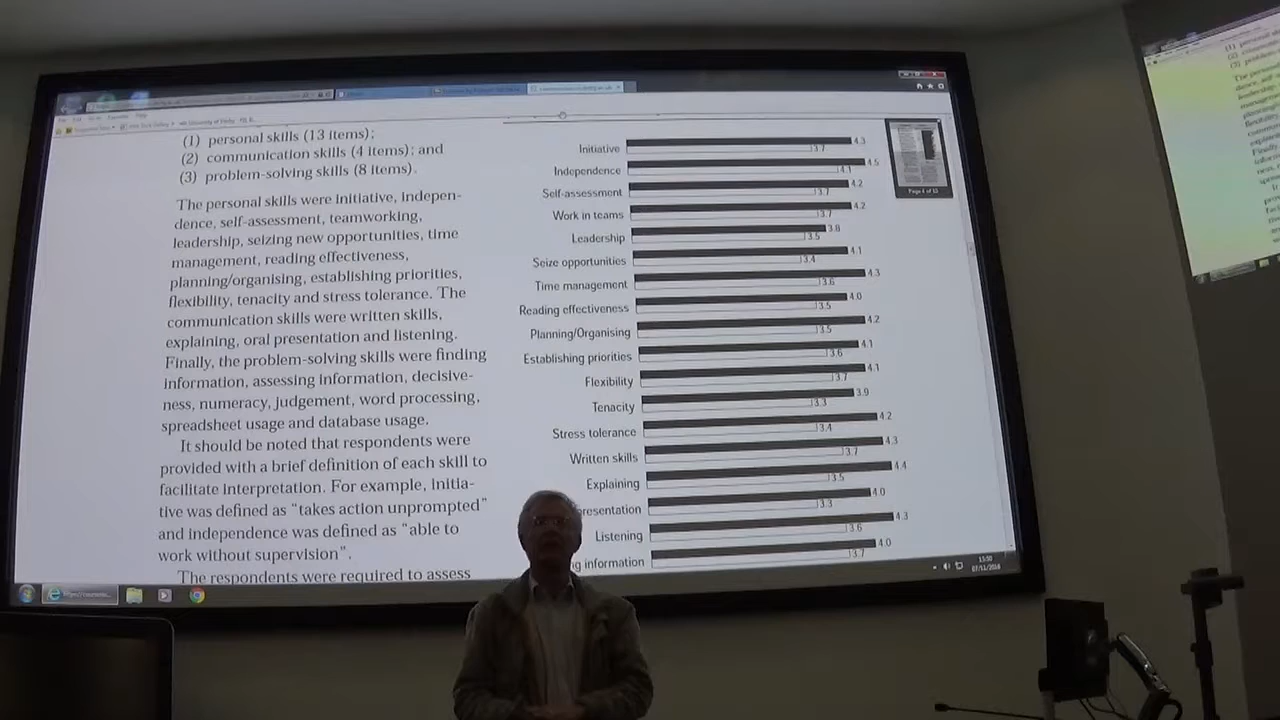 (1) personal skills (13 items);
(2) communication skills (4 items); and
(3) problem-solving skills (8 items).
The personal skills were initiative, indepen-
dence, self-assessment, teamworking,
leadership, seizing new opportunities, time
management, reading effectiveness,
planning/organising, establishing priorities,
flexibility, tenacity and stress tolerance. The
communication skills were written skills,
explaining, oral presentation and listening.
Finally, the problem-solving skills were finding
information, assessing information, decisive-
ness, numeracy, judgement, word processing,
spreadsheet usage and database usage.
It should be noted that respondents were
provided with a brief definition of each skill to
facilitate interpretation. For example, initia-
tive was defined as “takes action unprompted”
and independence was defined as “able to
work without supervision”.
The respondents were required to assess
Initiative 4.3
3.7
Independence 4.5
4.1
Self-assessment 4.2
3.7
Work in teams 4.2
3.7
Leadership 3.8
3.5
Seize opportunities 4.1
3.4
Time management 4.3
3.6
Reading effectiveness 4.0
3.5
Planning/Organising 4.2
3.5
Establishing priorities 4.1
3.6
Flexibility 4.1
3.7
Tenacity 3.9
3.3
Stress tolerance 4.2
3.4
Written skills 4.3
3.7
Explaining 4.4
3.5
presentation 4.0
3.3
Listening 4.3
3.6
information 4.0
3.7
15:50
07/11/2018